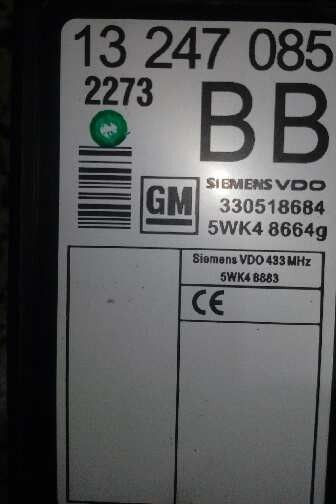 13 247 085
2273
BB
GM
SIEMENS VDO
330518684
5WK4 8664g
Siemens VDO 433 MHz
5WK4 8883
CE